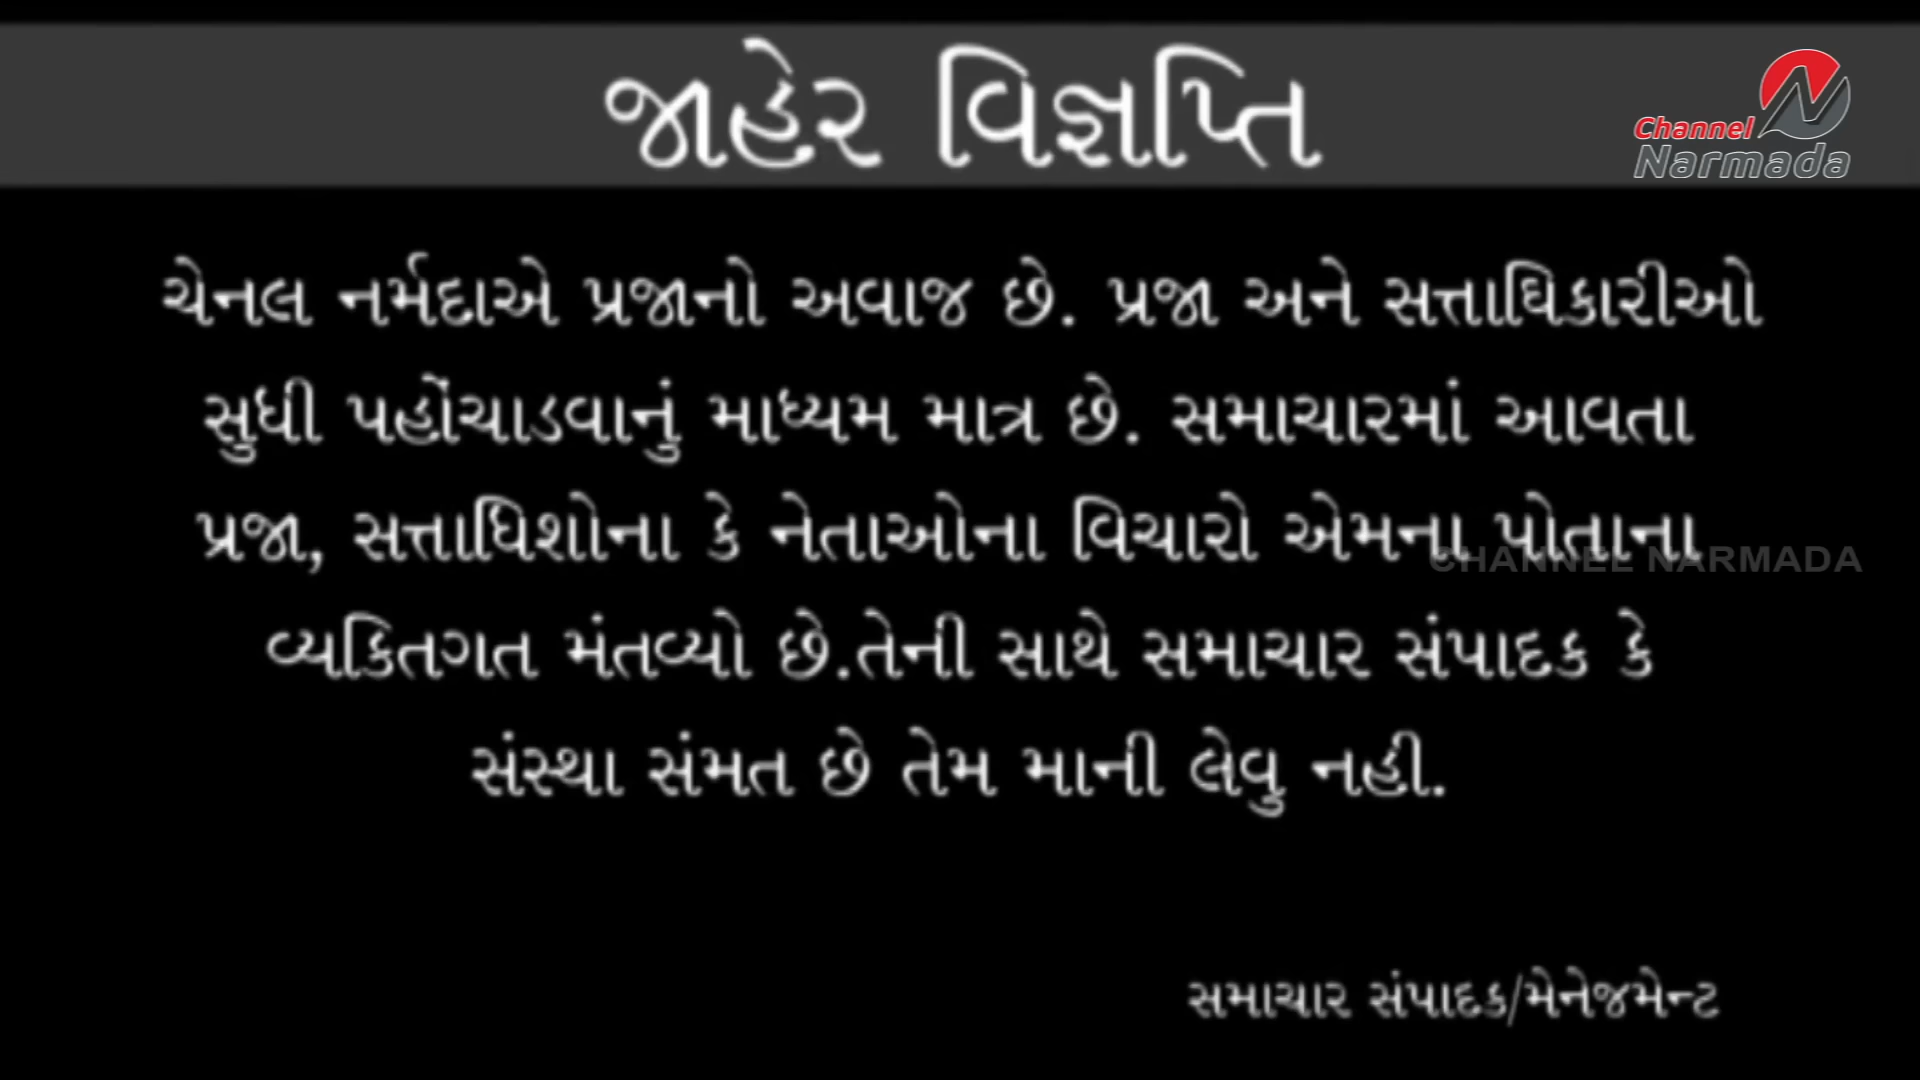 જાહેર વિજ્ઞપ્તિ
Channel
Narmada
ચેનલ નર્મદાએ પ્રજાનો અવાજ છે. પ્રજા અને સત્તાધિકારીઓ
સુધી પહોંચાડવાનું માધ્યમ માત્ર છે. સમાચારમાં આવતા
પ્રજા, સત્તાધિશોના કે નેતાઓના વિચારો એમના પોતાના
CHANNEL NARMADA
વ્યકિતગત મંતવ્યો છે.તેની સાથે સમાચાર સંપાદક કે
સંસ્થા સંમત છે તેમ માની લેવુ નહી.
સમાચાર સંપાદક/મેનેજમેન્ટ